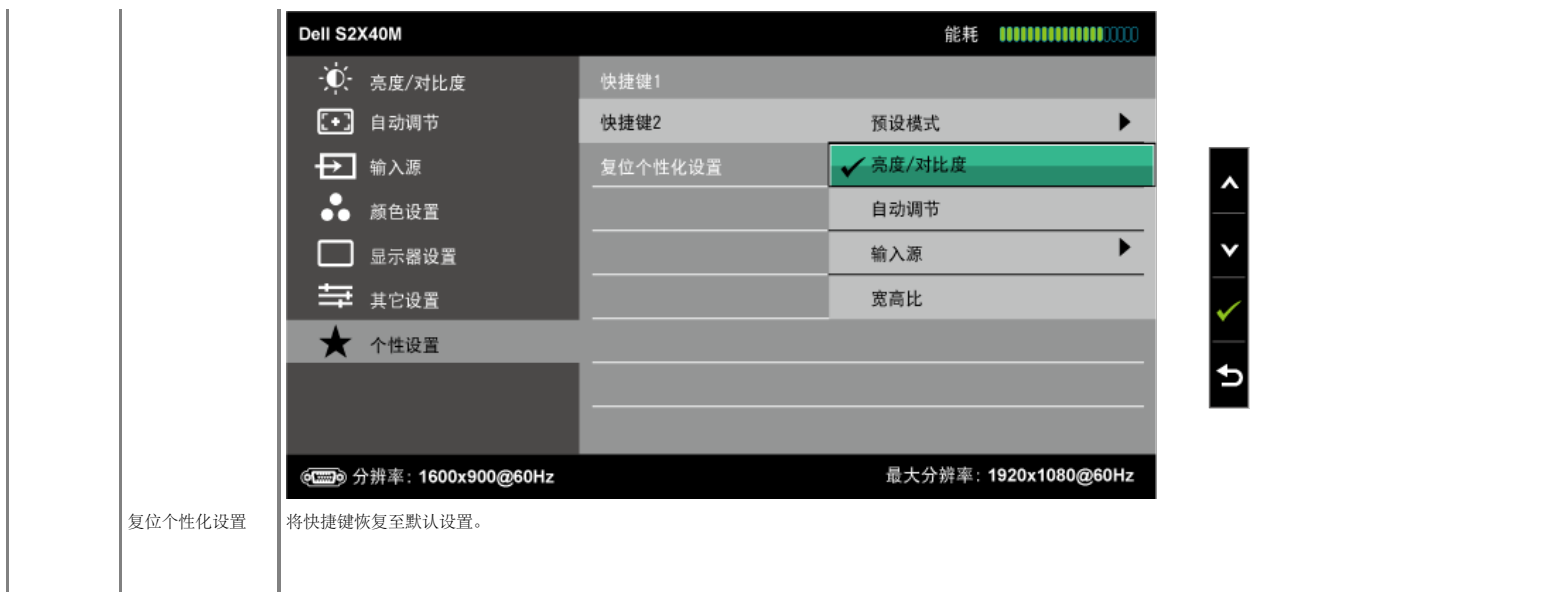 Dell S2X40M 能耗
亮度/对比度 快捷键1
自动调节 快捷键2 预设模式
输入源 复位个性化设置 亮度/对比度
颜色设置 自动调节
显示器设置 输入源
其它设置 宽高比
个性设置
分辨率: 1600x900@60Hz 最大分辨率: 1920x1080@60Hz
复位个性化设置 将快捷键恢复至默认设置。